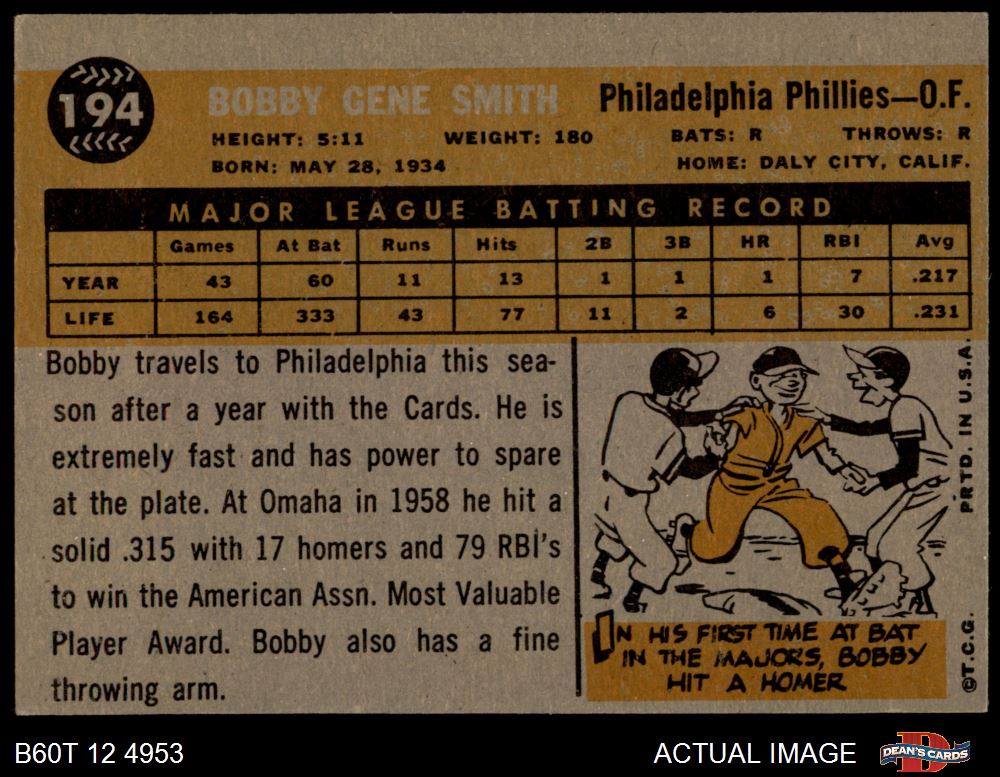 194
BOBBY GENE SMITH Philadelphia Phillies—O.F.
HEIGHT: 5:11 WEIGHT: 180 BATS: R THROWS: R
BORN: MAY 28, 1934 HOME: DALY CITY, CALIF.
MAJOR LEAGUE BATTING RECORD
Games At Bat Runs Hits 2B 3B HR RBI Avg
YEAR 43 60 11 13 1 1 1 7 .217
LIFE 164 333 43 77 11 2 6 30 .231
Bobby travels to Philadelphia this sea-
son after a year with the Cards. He is
extremely fast and has power to spare
at the plate. At Omaha in 1958 he hit a
solid .315 with 17 homers and 79 RBI's
to win the American Assn. Most Valuable
Player Award. Bobby also has a fine
throwing arm.
IN HIS FIRST TIME AT BAT
IN THE MAJORS, BOBBY
HIT A HOMER
PRTD. IN U.S.A.
©T.C.G.
B60T 12 4953 ACTUAL IMAGE DEAN'S CARDS